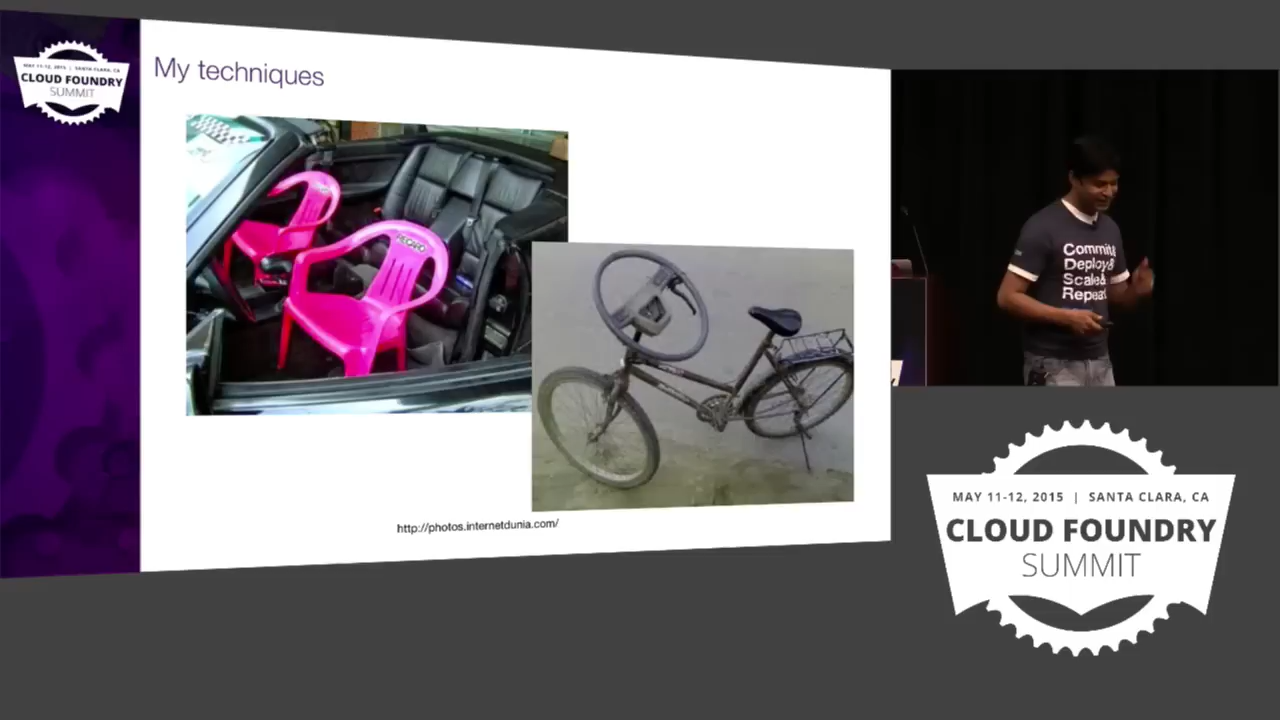 MAY 11-12, 2015 | SANTA CLARA, CA
CLOUD FOUNDRY
SUMMIT
My techniques
RECARO
http://photos.internetdunia.com/
Commit&
Deploy&
Scale&
Repeat.
MAY 11-12, 2015 | SANTA CLARA, CA
CLOUD FOUNDRY
SUMMIT